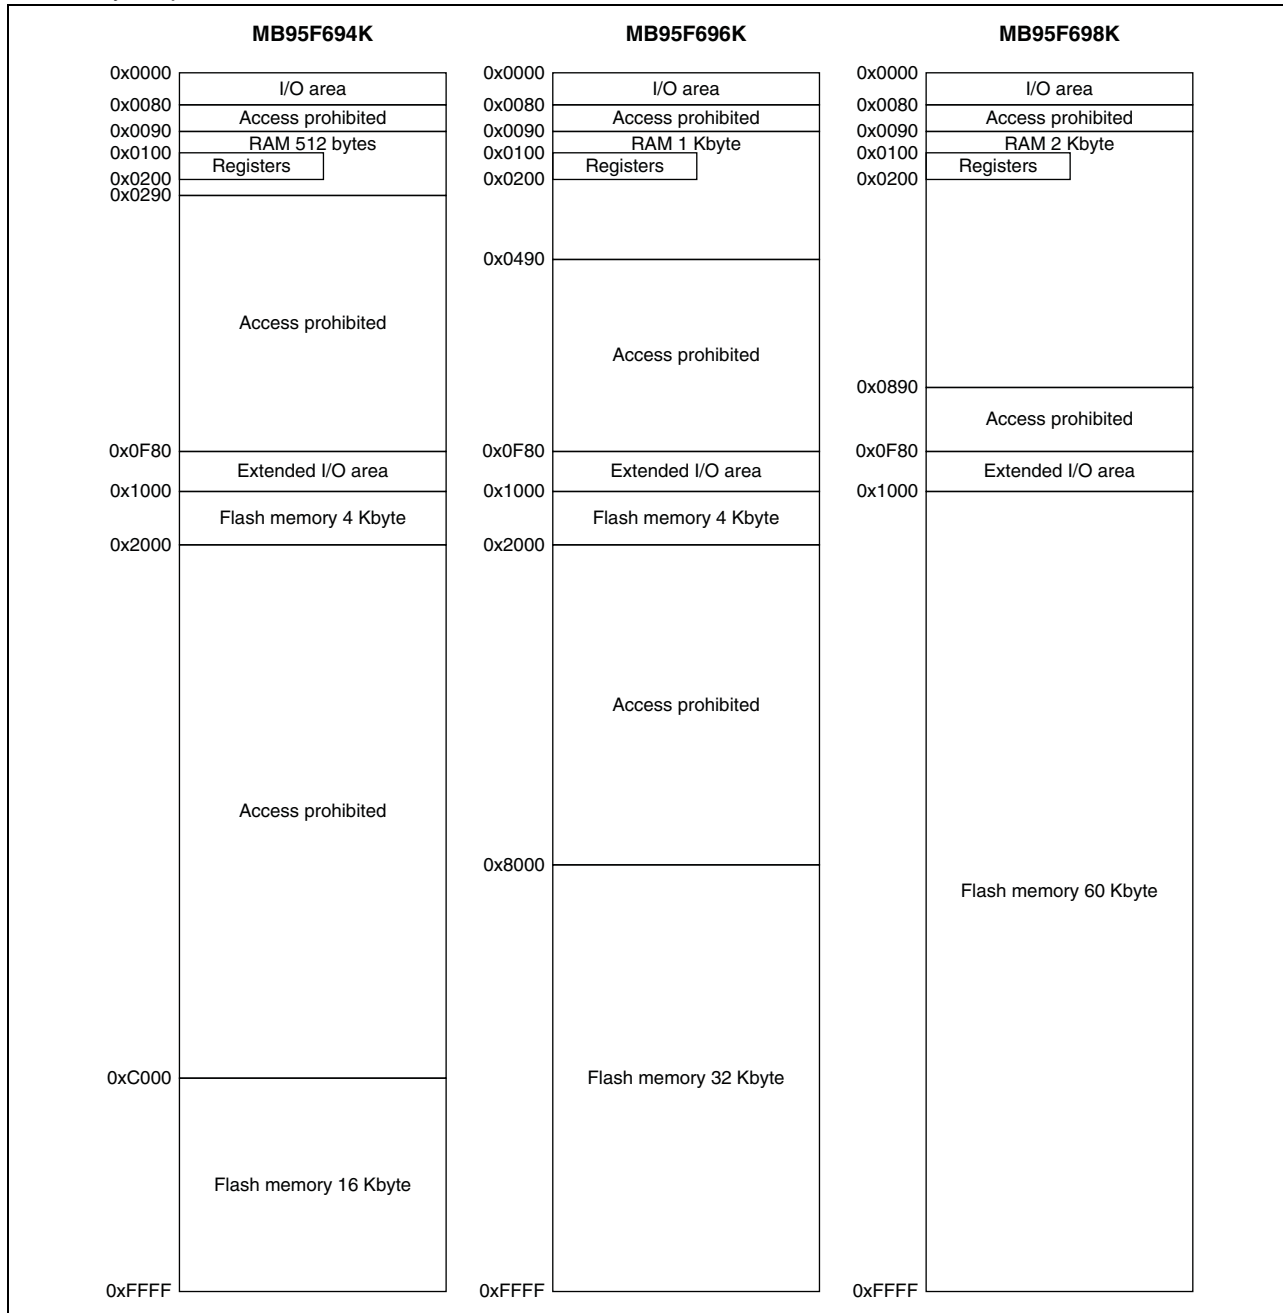 MB95F694K
0x0000
I/O area
0x0080
Access prohibited
0x0090
RAM 512 bytes
0x0100
Registers
0x0200
0x0290
Access prohibited
0x0F80
Extended I/O area
0x1000
Flash memory 4 Kbyte
0x2000
Access prohibited
0xC000
Flash memory 16 Kbyte
0xFFFF
MB95F696K
0x0000
I/O area
0x0080
Access prohibited
0x0090
RAM 1 Kbyte
0x0100
Registers
0x0200
0x0490
Access prohibited
0x0F80
Extended I/O area
0x1000
Flash memory 4 Kbyte
0x2000
Access prohibited
0x8000
Flash memory 32 Kbyte
0xFFFF
MB95F698K
0x0000
I/O area
0x0080
Access prohibited
0x0090
RAM 2 Kbyte
0x0100
Registers
0x0200
0x0890
Access prohibited
0x0F80
Extended I/O area
0x1000
Flash memory 60 Kbyte
0xFFFF